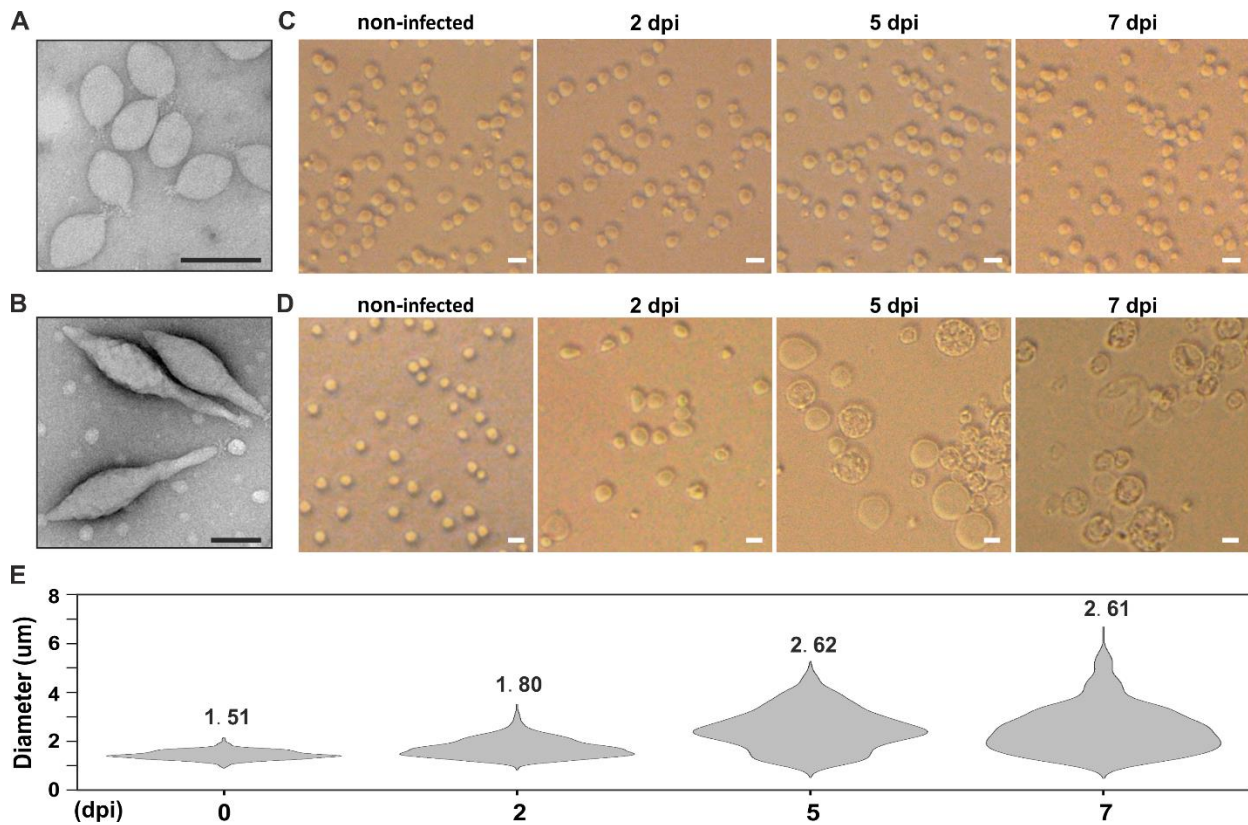 A
C
non-infected
2 dpi
5 dpi
7 dpi
B
D
non-infected
2 dpi
5 dpi
7 dpi
E
Diameter (um)
8
6
4
2
0
1. 51
1. 80
2. 62
2. 61
(dpi)
0
2
5
7